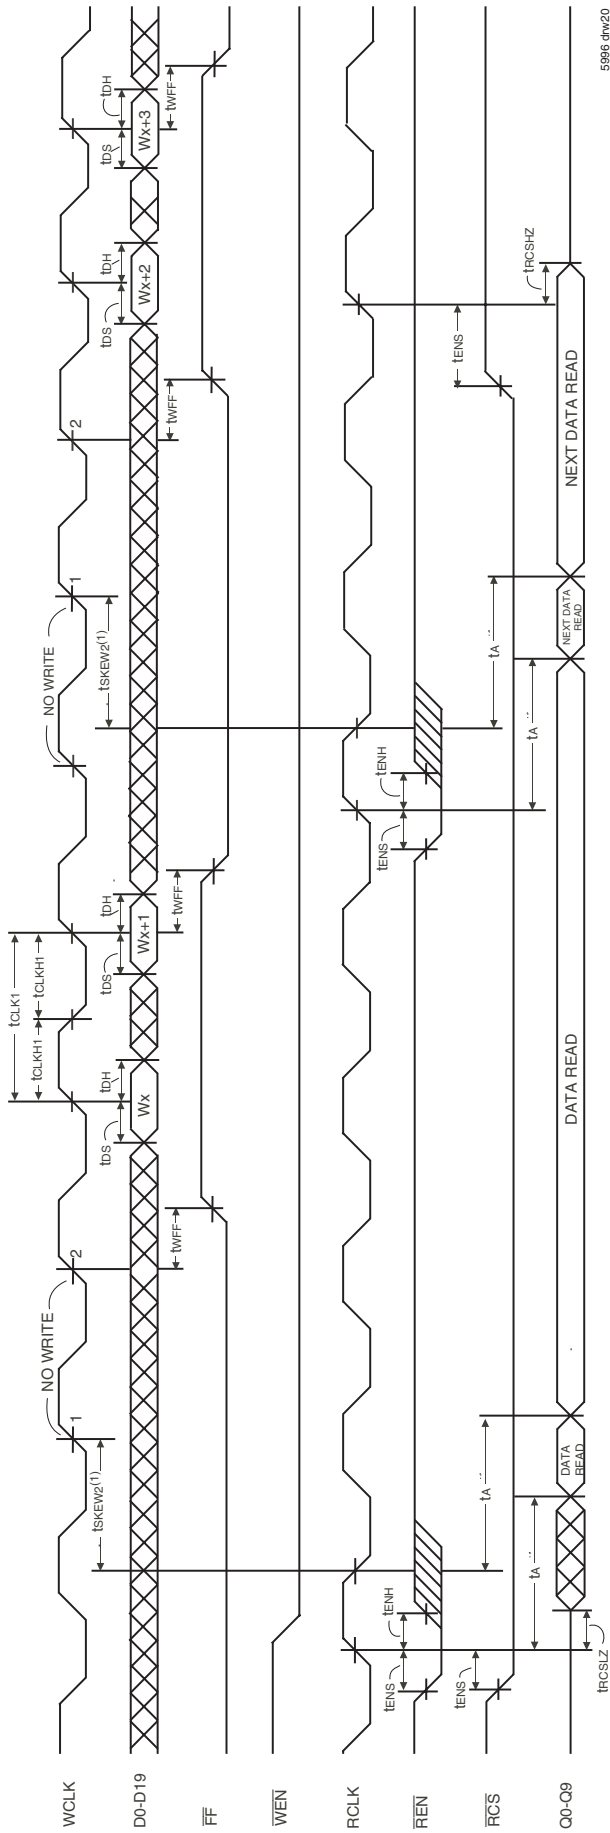 tCLK1
NO WRITE
tCLKH1
tCLKH1
NO WRITE
WCLK
1
2
1
2
tSKEW2(1)
tDS
tDH
tDS
tDH
tSKEW2(1)
tDS
tDH
tDS
tDH
D0-D19
Wx
Wx+1
Wx+2
Wx+3
tWFF
tWFF
tWFF
tWFF
FF
WEN
RCLK
tENS
tENH
tENS
tENH
REN
tENS
tENS
RCS
tA
tA
tA
tA
tRCSHZ
Q0-Q9
DATA
READ
DATA READ
NEXT DATA
READ
NEXT DATA READ
tRCSLZ
5996 drw20